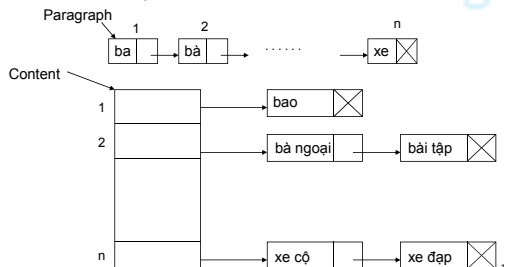 Paragraph
1 2 n
ba bà ...... xe
Content
1 bao
2 bà ngoại bài tập
n xe cộ xe đạp